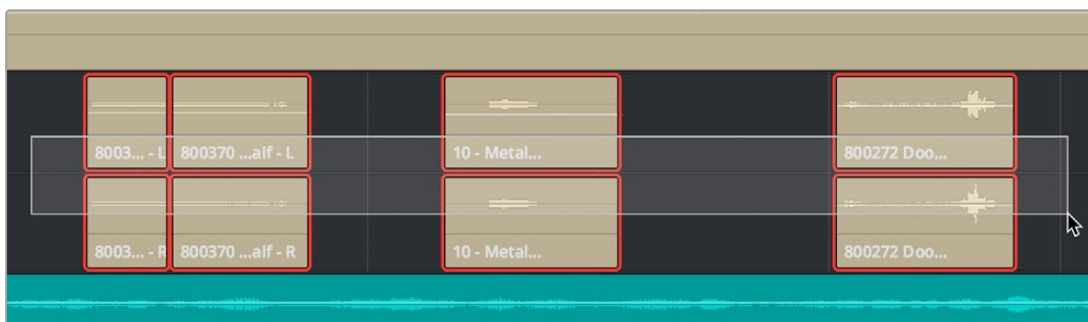 8003... - L
800370 ...aif - L
10 - Metal...
800272 Doo...
8003... - R
800370 ...aif - R
10 - Metal...
800272 Doo...